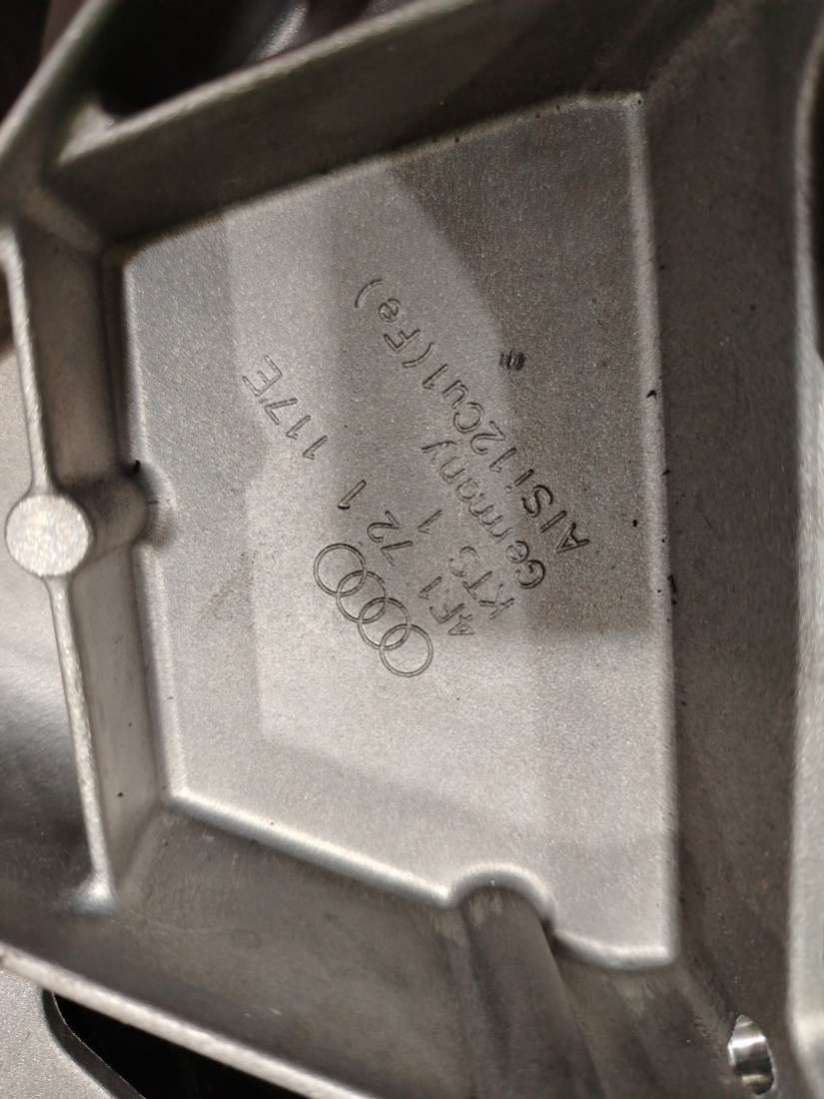 4F1 721 117E
KTS 1
Germany
AlSi12Cu1(Fe)